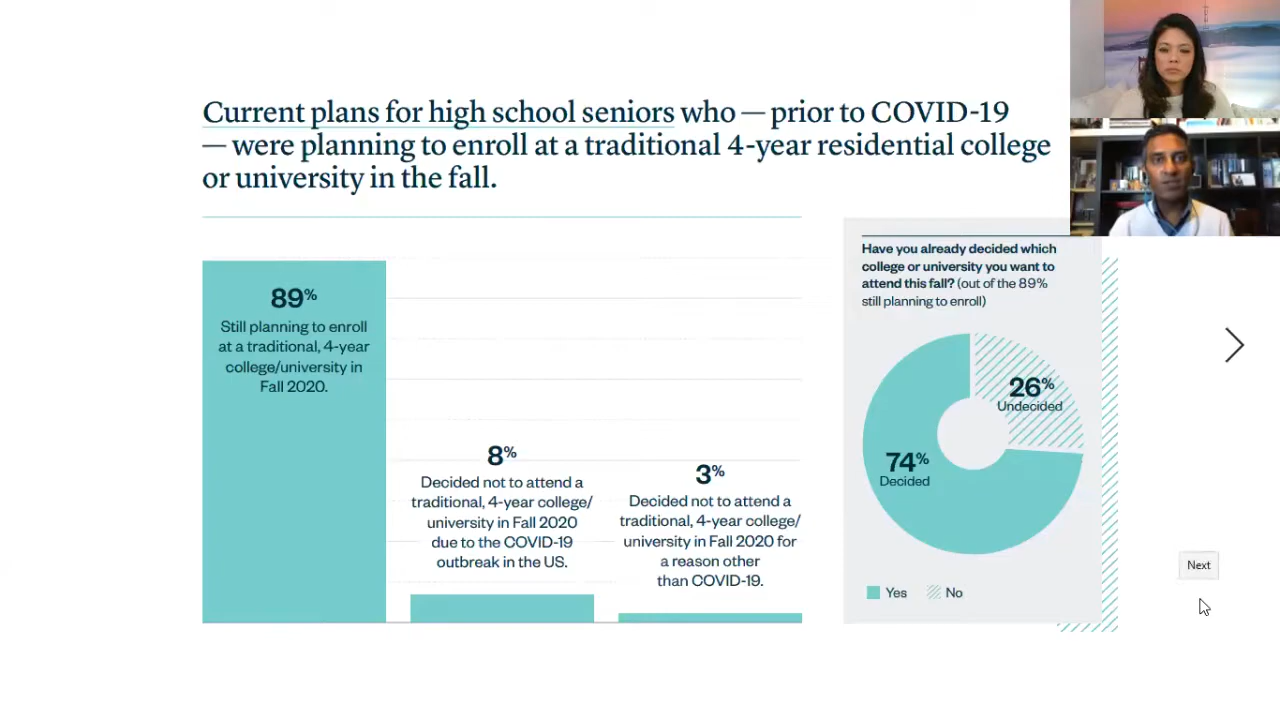 Current plans for high school seniors who — prior to COVID-19
— were planning to enroll at a traditional 4-year residential college
or university in the fall.
89%
Still planning to enroll
at a traditional, 4-year
college/university in
Fall 2020.
8%
Decided not to attend a
traditional, 4-year college/
university in Fall 2020
due to the COVID-19
outbreak in the US.
3%
Decided not to attend a
traditional, 4-year college/
university in Fall 2020 for
a reason other
than COVID-19.
Have you already decided which
college or university you want to
attend this fall? (out of the 89%
still planning to enroll)
26%
Undecided
74%
Decided
Yes
No
Next